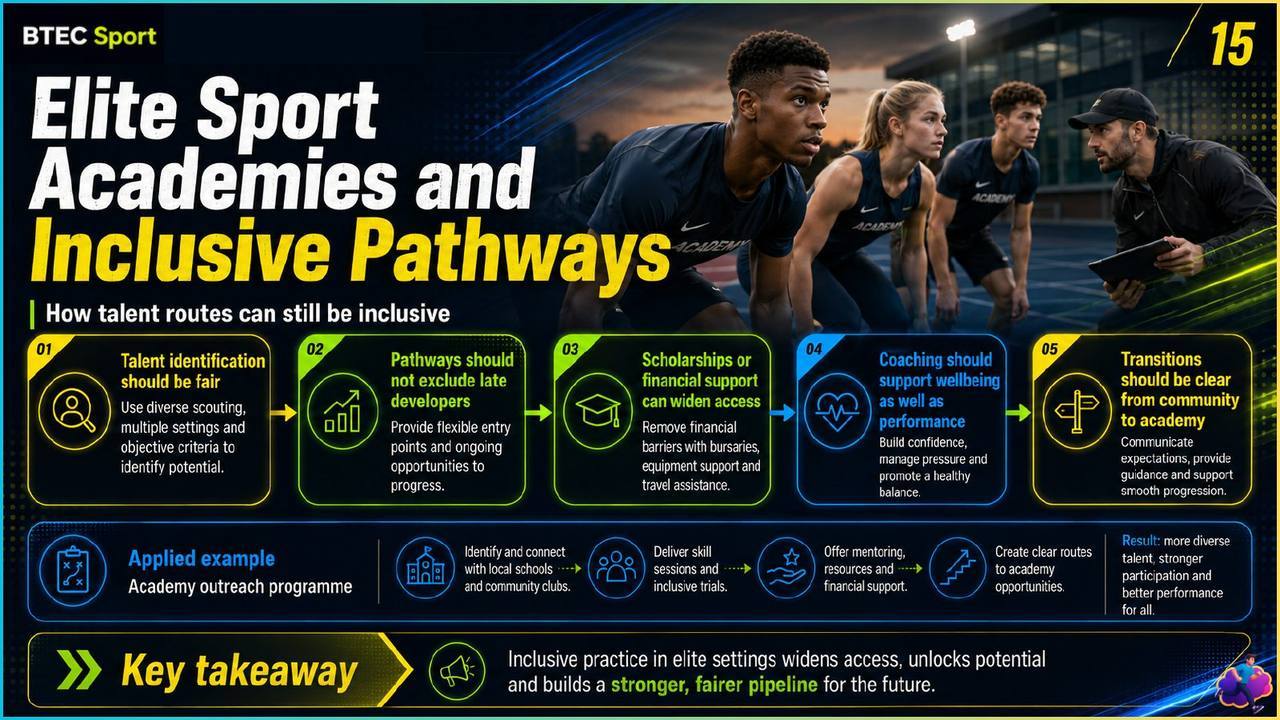 BTEC Sport
15
Elite Sport
Academies and
Inclusive Pathways
How talent routes can still be inclusive
ACADEMY
ACADEMY
ACADEMY
01
Talent identification
should be fair
Use diverse scouting,
multiple settings and
objective criteria to
identify potential.
02
Pathways should
not exclude late
developers
Provide flexible entry
points and ongoing
opportunities to
progress.
03
Scholarships or
financial support
can widen access
Remove financial
barriers with bursaries,
equipment support and
travel assistance.
04
Coaching should
support wellbeing
as well as
performance
Build confidence,
manage pressure and
promote a healthy
balance.
05
Transitions
should be clear
from community
to academy
Communicate
expectations, provide
guidance and support
smooth progression.
Applied example
Academy outreach programme
Identify and connect
with local schools
and community clubs.
Deliver skill
sessions and
inclusive trials.
Offer mentoring,
resources and
financial support.
Create clear routes
to academy
opportunities.
Result: more diverse
talent, stronger
participation and
better performance
for all.
Key takeaway
Inclusive practice in elite settings widens access, unlocks potential
and builds a stronger, fairer pipeline for the future.